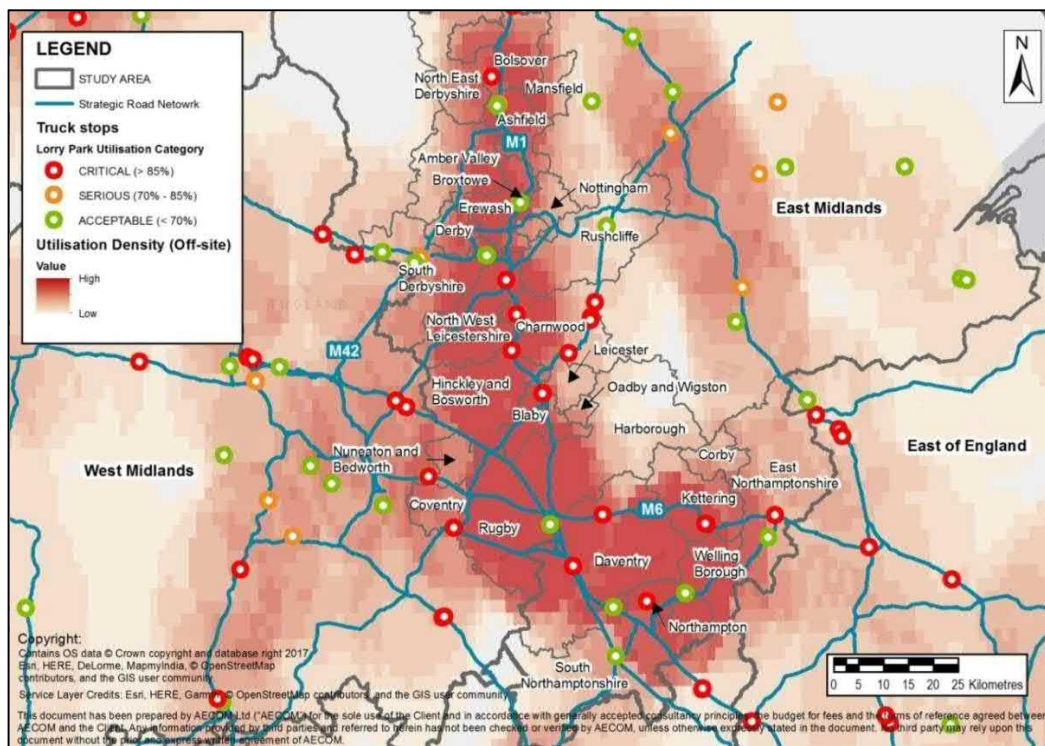 LEGEND
STUDY AREA
Strategic Road Netowrk
Truck stops
Lorry Park Utilisation Category
CRITICAL (> 85%)
SERIOUS (70% - 85%)
ACCEPTABLE (< 70%)
Utilisation Density (Off-site)
Value
High
Low
N
Bolsover
North East
Derbyshire
Mansfield
Ashfield
M1
Amber Valley
Broxtowe
Nottingham
Erewash
East Midlands
Derby
Rushcliffe
South
Derbyshire
ENGLAND
North West
Leicestershire
Charnwood
M42
Leicester
Hinckley and
Bosworth
Oadby and Wigston
Blaby
Harborough
East of England
West Midlands
Nuneaton and
Bedworth
Corby
East
Northamptonshire
Kettering
Coventry
M6
Rugby
Daventry
Welling
Borough
Northampton
South
Northamptonshire
0 5 10 15 20 25 Kilometres
Copyright:
Contains OS data © Crown copyright and database right 2017
Esri, HERE, DeLorme, MapmyIndia, © OpenStreetMap
contributors, and the GIS user community
Service Layer Credits: Esri, HERE, Garmin, © OpenStreetMap contributors, and the GIS user community
This document has been prepared by AECOM Ltd ("AECOM") for the sole use of the Client and in accordance with generally accepted consultancy principles, the budget for fees and the terms of reference agreed between
AECOM and the Client. Any information provided by third parties and referred to herein has not been checked or verified by AECOM, unless otherwise expressly stated in the document. No third party may rely upon this
document without the prior and express written agreement of AECOM.